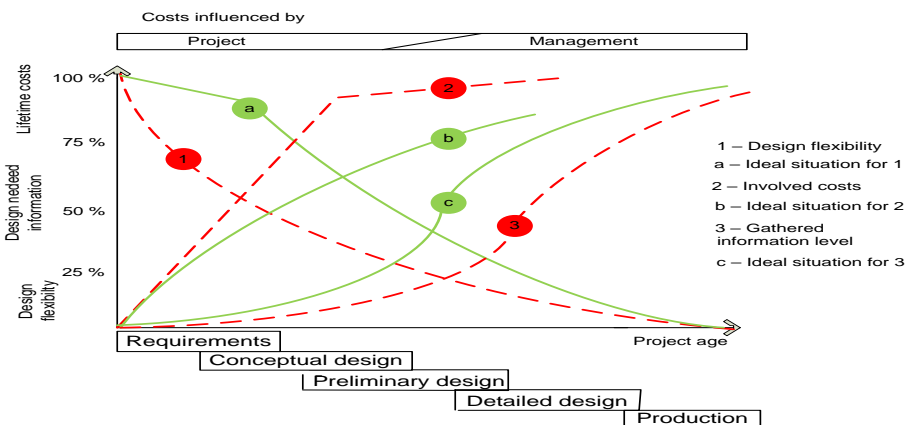 Costs influenced by
Project
Management
Lifetime costs
Design nedeed
information
Design
flexibility
100 %
75 %
50 %
25 %
1
a
2
b
c
3
1 – Design flexibility
a – Ideal situation for 1
2 – Involved costs
b – Ideal situation for 2
3 – Gathered
information level
c – Ideal situation for 3
Project age
Requirements
Conceptual design
Preliminary design
Detailed design
Production